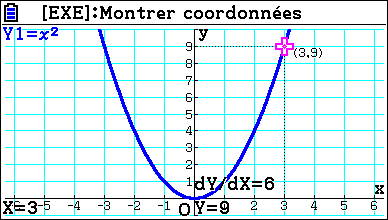 [EXE]:Montrer coordonnées
Y1=x²
y
9
8
7
6
5
4
3
2
1
(3,9)
-6 -5 -4 -3 -2 -1 O 1 2 3 4 5 6
x
dY/dX=6
X=3
Y=9